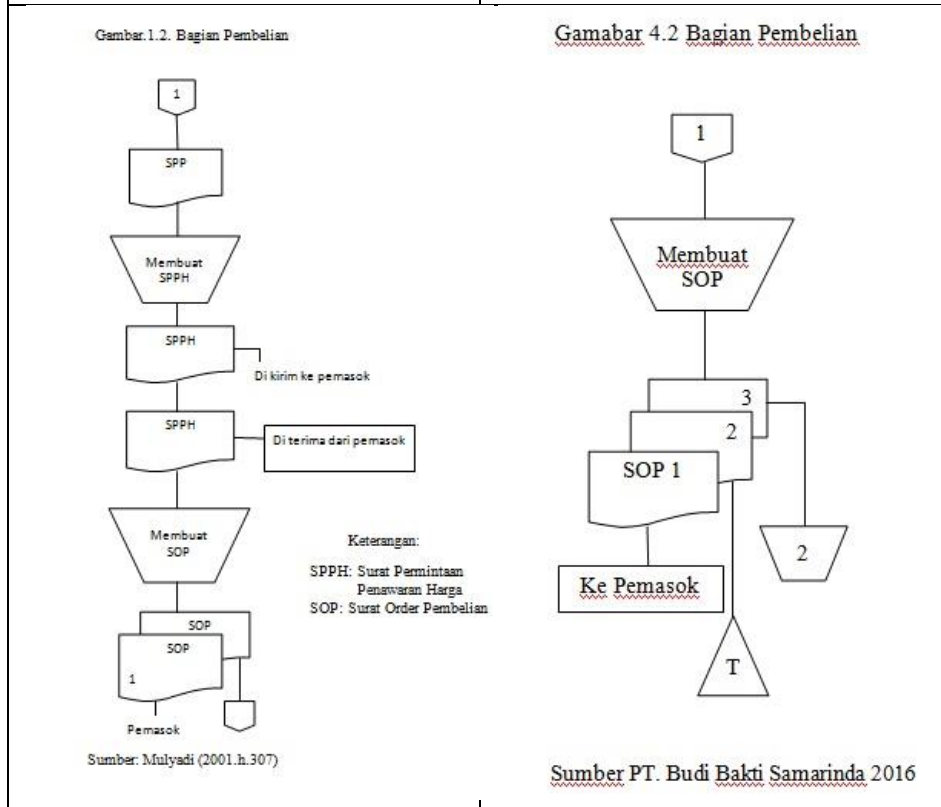 Gambar.1.2. Bagian Pembelian
1
SPP
Membuat
SPPH
SPPH
Di kirim ke pemasok
SPPH
Di terima dari pemasok
Membuat
SOP
Keterangan:
SPPH: Surat Permintaan
Penawaran Harga
SOP: Surat Order Pembelian
SOP
SOP
1
Pemasok
Sumber: Mulyadi (2001.h.307)
Gamabar 4.2 Bagian Pembelian
1
Membuat
SOP
3
2
SOP 1
2
Ke Pemasok
T
Sumber PT. Budi Bakti Samarinda 2016